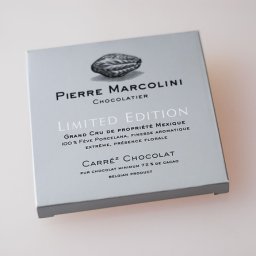 PIERRE MARCOLINI
CHOCOLATIER
LIMITED EDITION
GRAND CRU DE PROPRIÉTÉ MEXIQUE
100 % FÈVE PORCELANA, FINESSE AROMATIQUE
EXTRÊME, PRÉSENCE FLORALE
CARRÉ² CHOCOLAT
PUR CHOCOLAT MINIMUM 72 % DE CACAO
BELGIAN PRODUCT